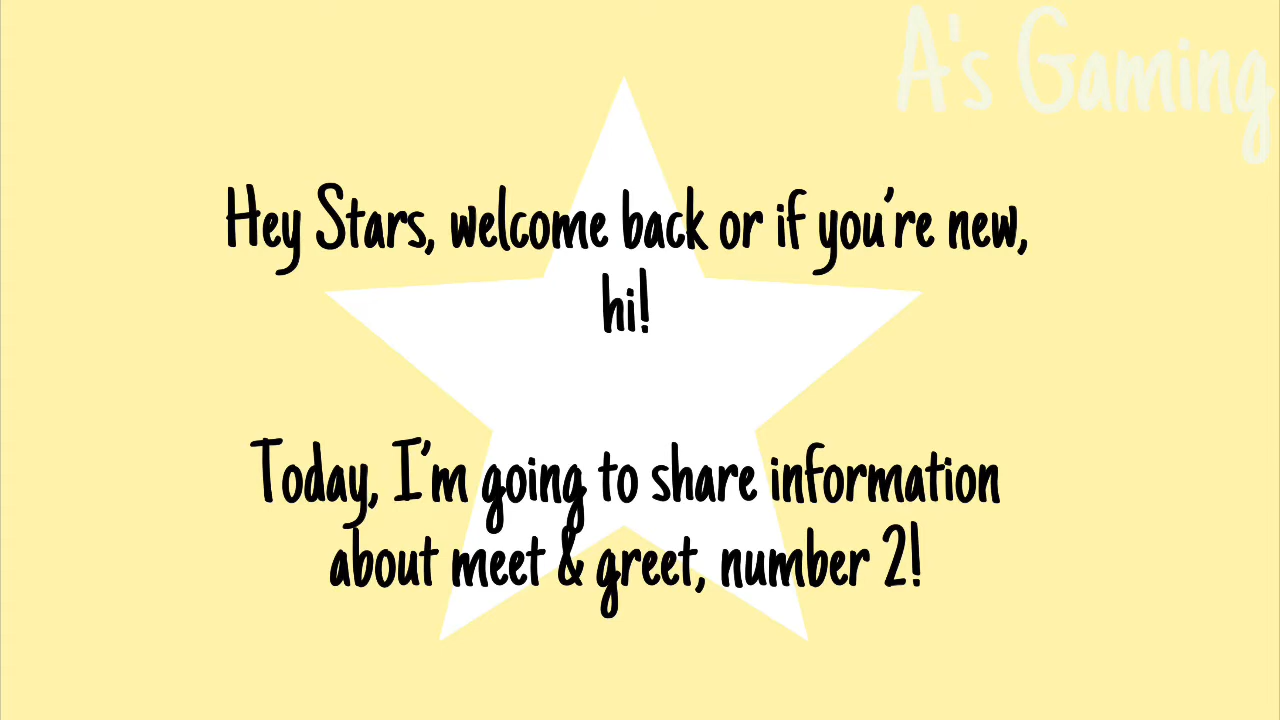 A's Gaming
Hey Stars, welcome back or if you're new,
hi!
Today, I'm going to share information
about meet & greet, number 2!